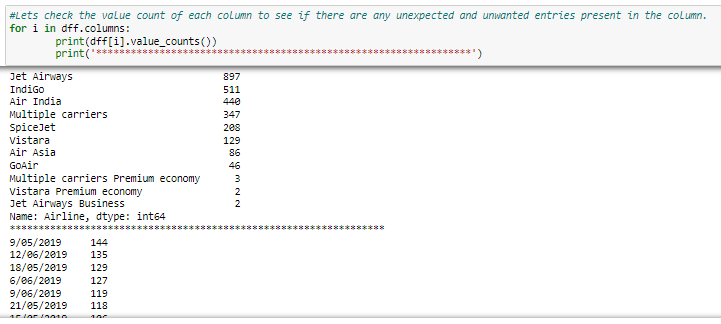 #Lets check the value count of each column to see if there are any unexpected and unwanted entries present in the column.
for i in dff.columns:
        print(dff[i].value_counts())
        print('*****************************************************************')
Jet Airways                          897
IndiGo                               511
Air India                            440
Multiple carriers                    347
SpiceJet                             208
Vistara                              129
Air Asia                              86
GoAir                                 46
Multiple carriers Premium economy      3
Vistara Premium economy                2
Jet Airways Business                   2
Name: Airline, dtype: int64
*****************************************************************
9/05/2019     144
12/06/2019    135
18/05/2019    129
6/06/2019     127
9/06/2019     119
21/05/2019    118